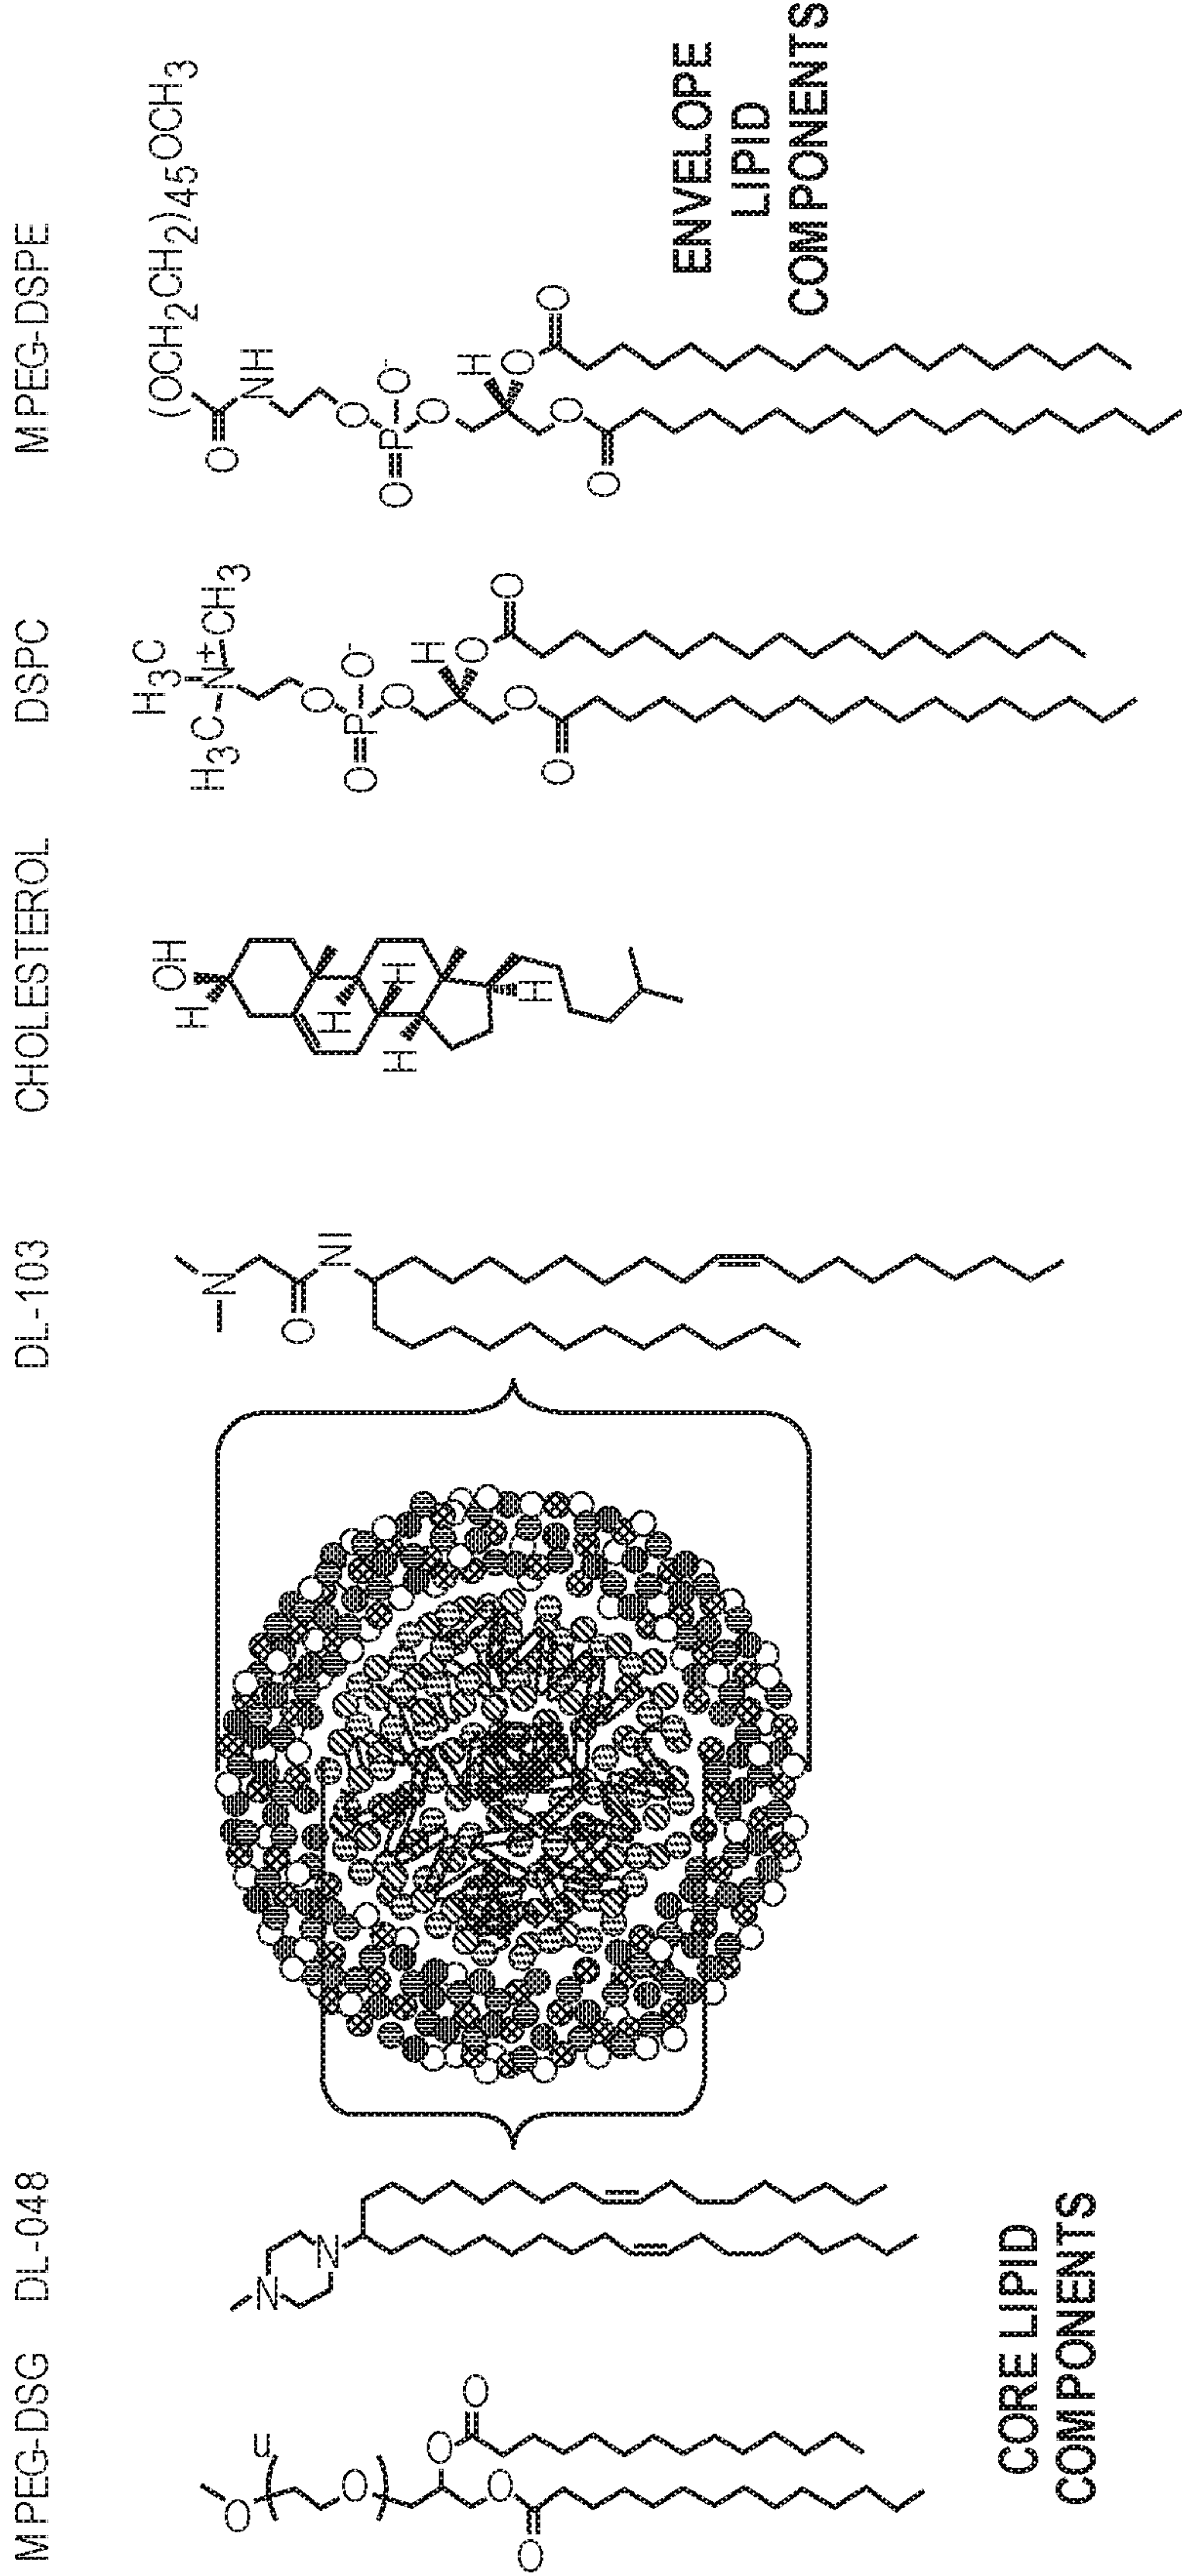 MPEG-DSG
DL-048
DL-103
CHOLESTEROL
DSPC
MPEG-DSPE
O
u
O
O
O
O
O
N
N
N
O
N
OH
H
H
H
H
H
H₃C
H₃C N⁺ CH₃
O
O P O⁻
O
H
O
O
O
O
(OCH₂CH₂)₄₅OCH₃
O
NH
O
O P O⁻
O
H
O
O
O
O
CORE LIPID
COMPONENTS
ENVELOPE
LIPID
COMPONENTS